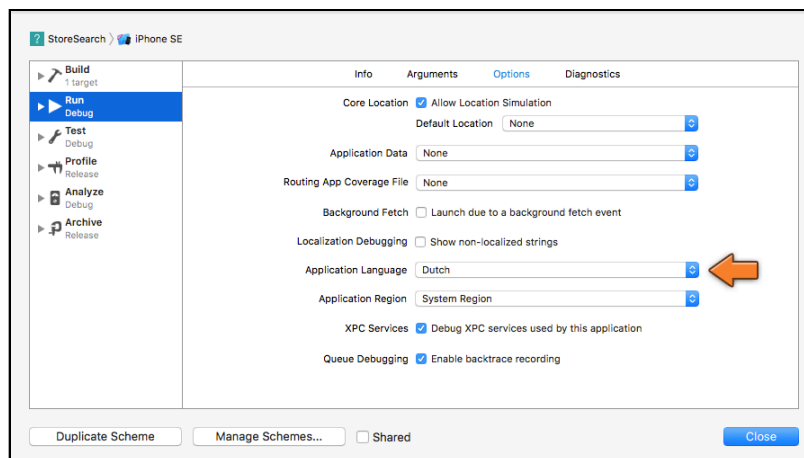 StoreSearch iPhone SE
Build
1 target
Run
Debug
Test
Debug
Profile
Release
Analyze
Debug
Archive
Release
Info Arguments Options Diagnostics
Core Location Allow Location Simulation
Default Location None
Application Data None
Routing App Coverage File None
Background Fetch Launch due to a background fetch event
Localization Debugging Show non-localized strings
Application Language Dutch
Application Region System Region
XPC Services Debug XPC services used by this application
Queue Debugging Enable backtrace recording
Duplicate Scheme Manage Schemes... Shared Close